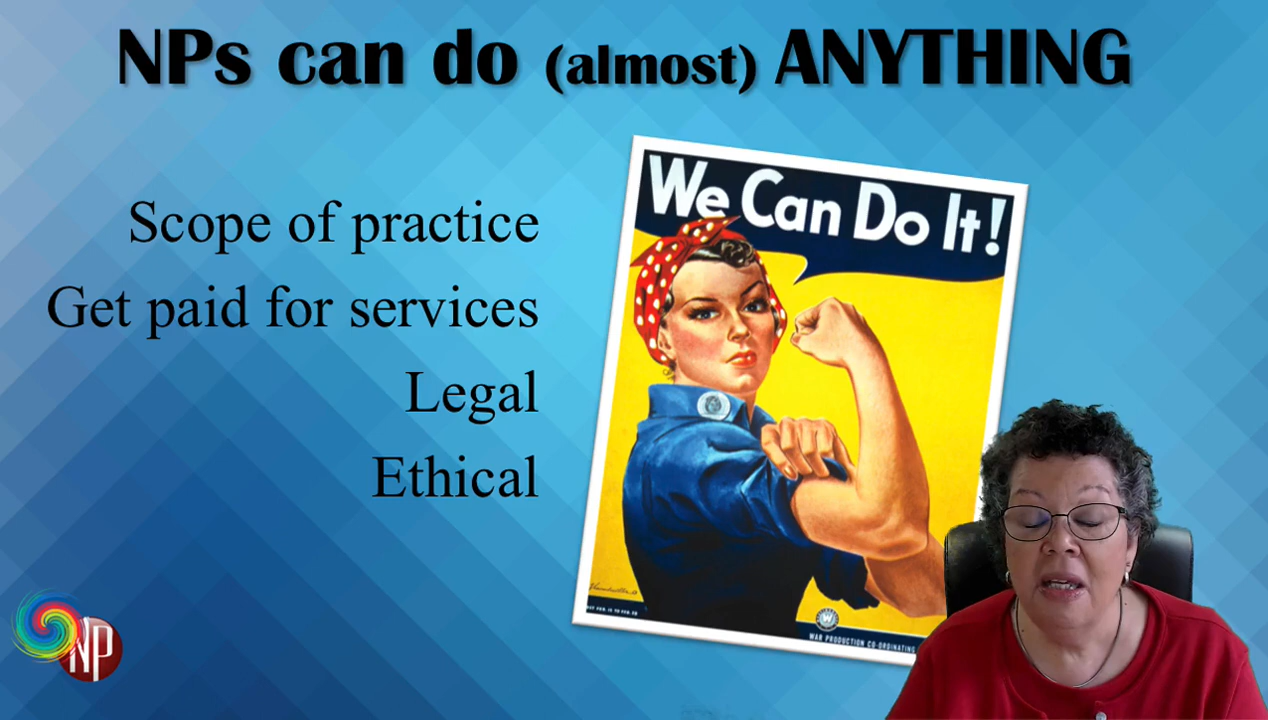 NPs can do (almost) ANYTHING
Scope of practice
Get paid for services
Legal
Ethical
We Can Do It!
WAR PRODUCTION CO-ORDINATING
NP